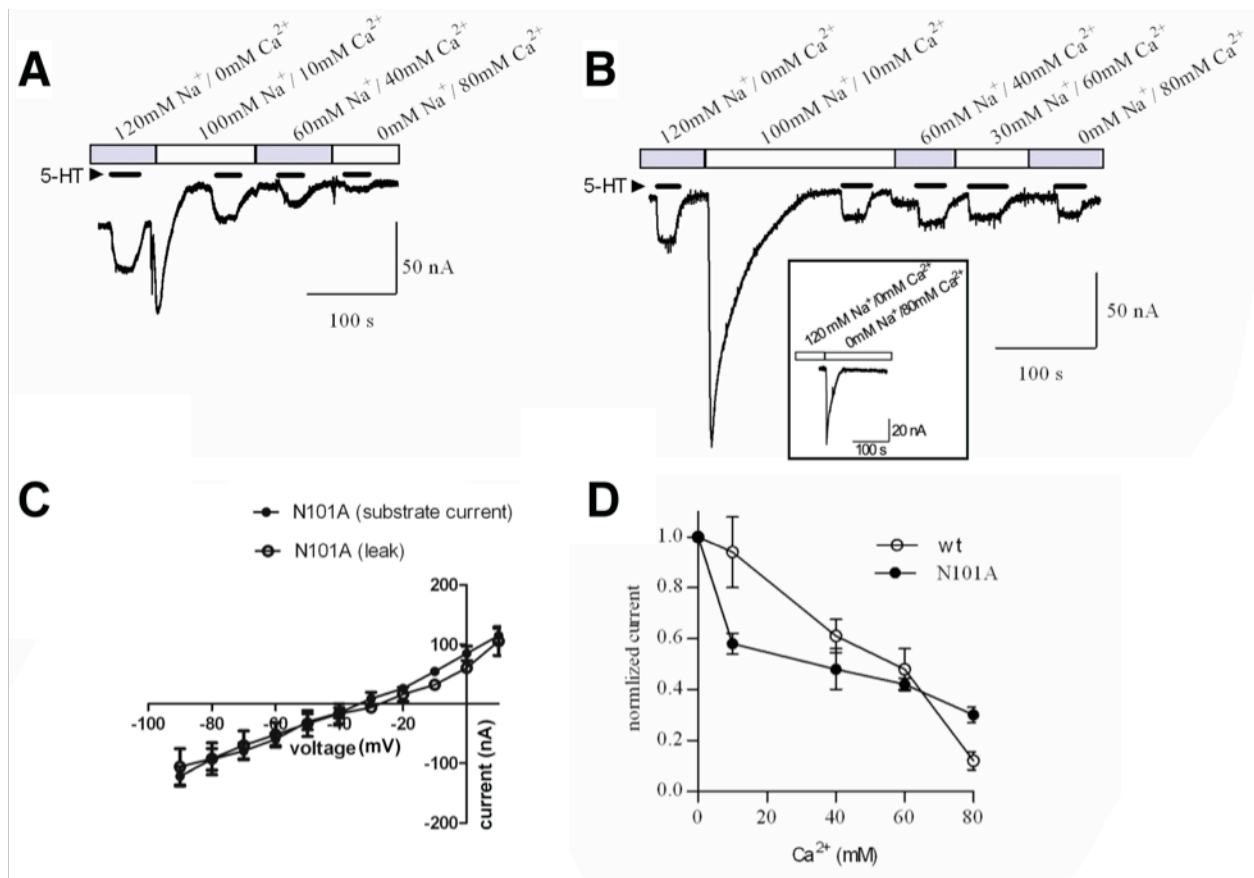 A
120mM Na+/ 0mM Ca2+
100mM Na+/ 10mM Ca2+
60mM Na+/ 40mM Ca2+
0mM Na+/ 80mM Ca2+
5-HT
50 nA
100 s
B
120mM Na+/ 0mM Ca2+
100mM Na+/ 10mM Ca2+
60mM Na+/ 40mM Ca2+
30mM Na+/ 60mM Ca2+
0mM Na+/ 80mM Ca2+
5-HT
50 nA
100 s
120 mM Na+/0mM Ca2+
0mM Na+/80mM Ca2+
20 nA
100 s
C
N101A (substrate current)
N101A (leak)
200
100
-100
-80
-60
-40
-20
voltage (mV)
-100
-200
current (nA)
D
wt
N101A
1.0
0.8
0.6
0.4
0.2
0.0
normlized current
0
20
40
60
80
Ca2+ (mM)